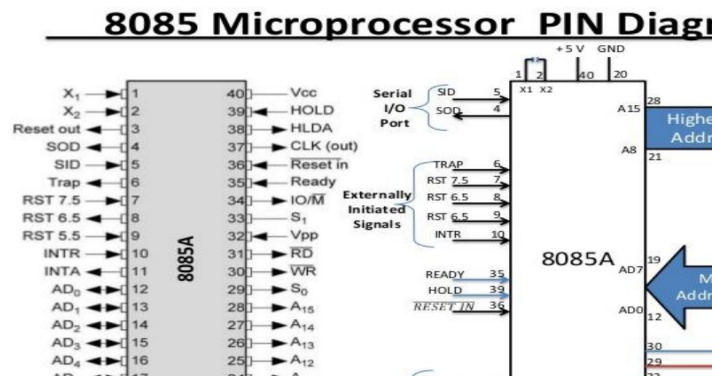 8085 Microprocessor PIN Diagr
+5 V GND
1 2 40 20
X1 X2
X₁ 1 40 Vcc
X₂ 2 39 HOLD
Reset out 3 38 HLDA
SOD 4 37 CLK (out)
SID 5 36 Reset in
Trap 6 35 Ready
RST 7.5 7 34 IO/M̅
RST 6.5 8 33 S₁
RST 5.5 9 32 Vpp
INTR 10 31 R̅D̅
INTA 11 30 W̅R̅
AD₀ 12 29 S₀
AD₁ 13 28 A₁₅
AD₂ 14 27 A₁₄
AD₃ 15 26 A₁₃
AD₄ 16 25 A₁₂
8085A
Serial
I/O
Port
SID 5
SOD 4
Externally
Initiated
Signals
TRAP 6
RST 7.5 7
RST 6.5 8
RST 6.5 9
INTR 10
READY 35
HOLD 39
R̅E̅S̅E̅T̅ I̅N̅ 36
8085A
A15 28
Highe
Addr
A8 21
AD7 19
M
Addr
AD0 12
30
29